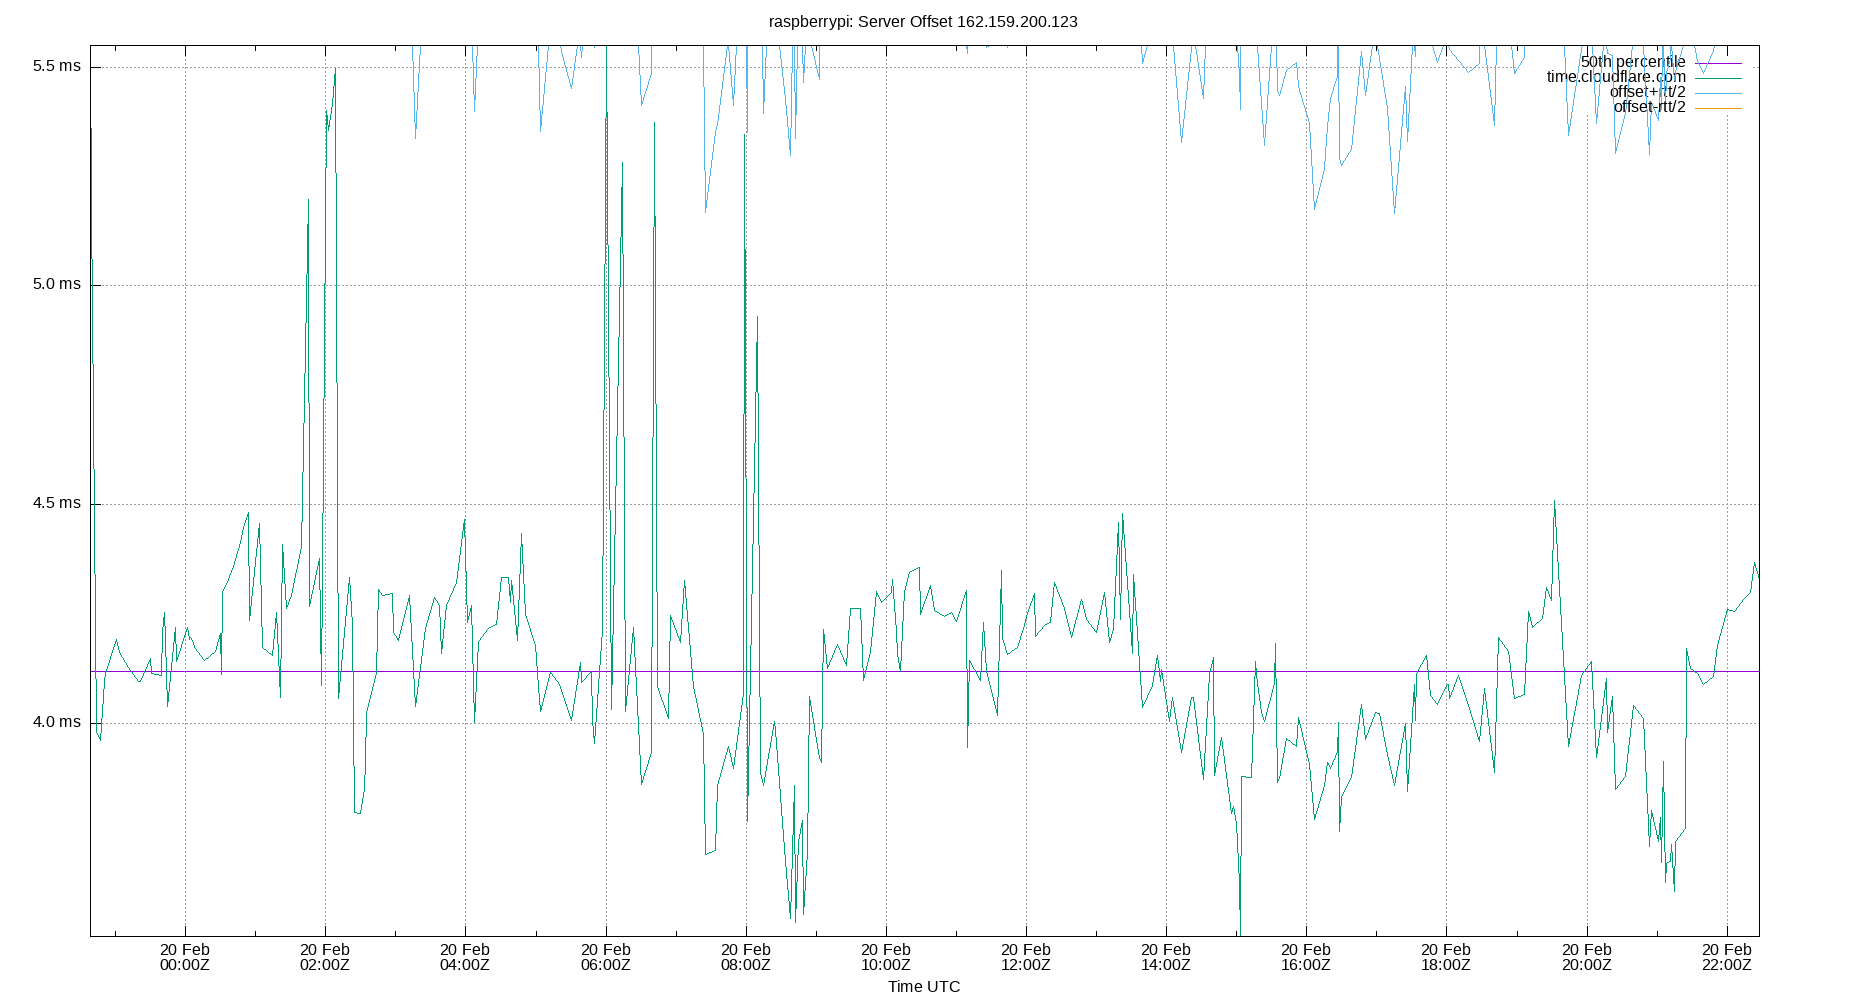 raspberrypi: Server Offset 162.159.200.123
5.5 ms
5.0 ms
4.5 ms
4.0 ms
50th percentile
time.cloudflare.com
offset+rtt/2
offset-rtt/2
20 Feb 20 Feb 20 Feb 20 Feb 20 Feb 20 Feb 20 Feb 20 Feb 20 Feb 20 Feb 20 Feb 20 Feb
00:00Z 02:00Z 04:00Z 06:00Z 08:00Z 10:00Z 12:00Z 14:00Z 16:00Z 18:00Z 20:00Z 22:00Z
Time UTC